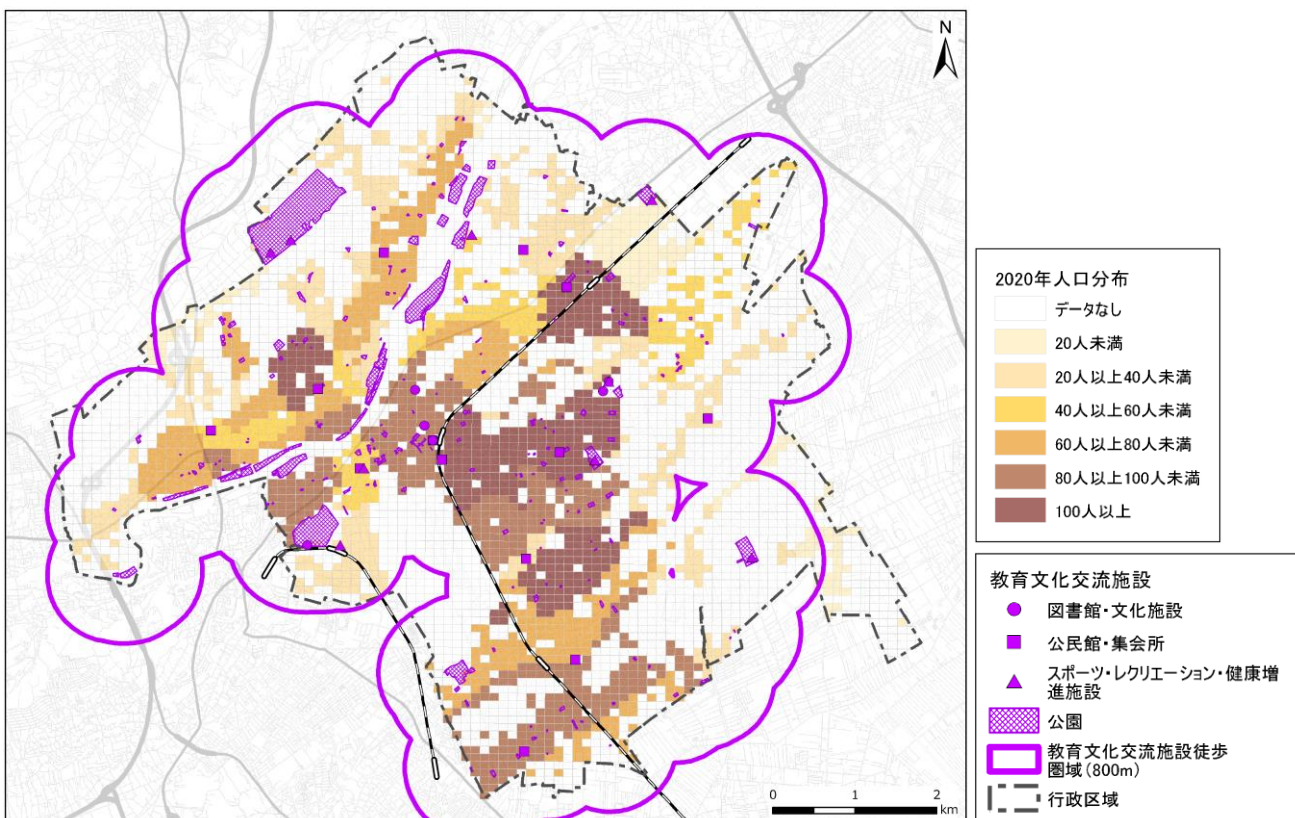 N
0
1
2
km
2020年人口分布
データなし
20人未満
20人以上40人未満
40人以上60人未満
60人以上80人未満
80人以上100人未満
100人以上
教育文化交流施設
図書館・文化施設
公民館・集会所
スポーツ・レクリエーション・健康増
進施設
公園
教育文化交流施設徒歩
圏域(800m)
行政区域